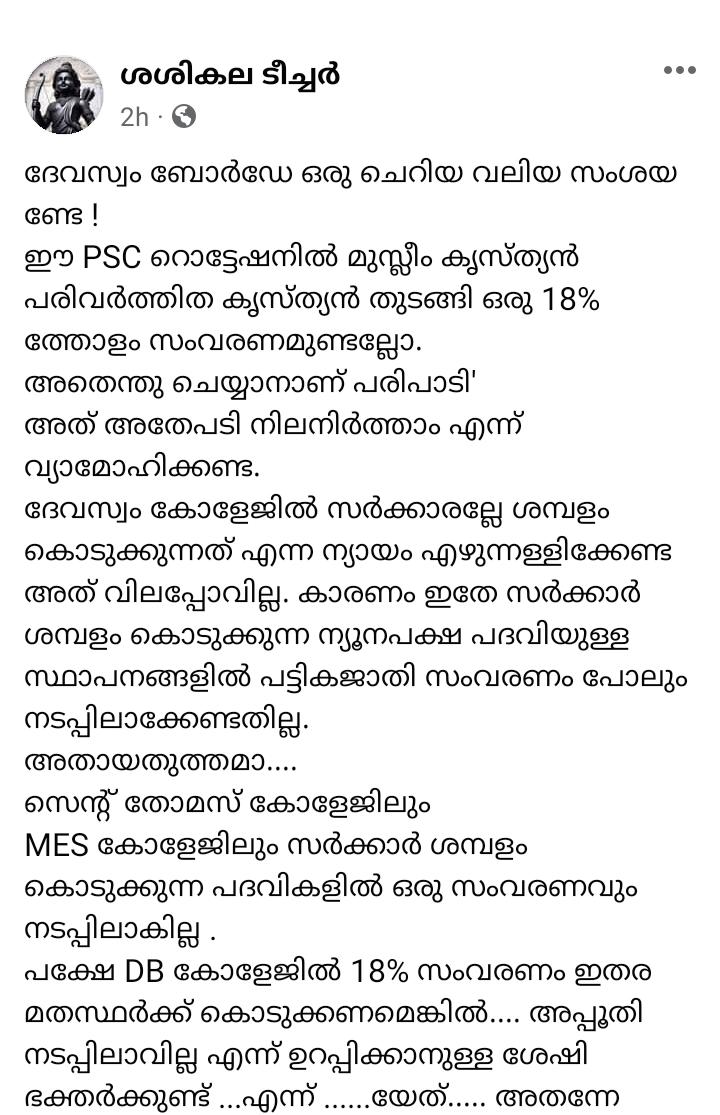 ശശികല ടീച്ചർ
2h ·
ദേവസ്വം ബോർഡേ ഒരു ചെറിയ വലിയ സംശയ
ണ്ടേ !
ഈ PSC റൊട്ടേഷനിൽ മുസ്ലീം കൃസ്ത്യൻ
പരിവർത്തിത കൃസ്ത്യൻ തുടങ്ങി ഒരു 18%
ത്തോളം സംവരണമുണ്ടല്ലോ.
അതെന്തു ചെയ്യാനാണ് പരിപാടി'
അത് അതേപടി നിലനിർത്താം എന്ന്
വ്യാമോഹിക്കണ്ട.
ദേവസ്വം കോളേജിൽ സർക്കാരല്ലേ ശമ്പളം
കൊടുക്കുന്നത് എന്ന ന്യായം എഴുന്നള്ളിക്കേണ്ട
അത് വിലപ്പോവില്ല. കാരണം ഇതേ സർക്കാർ
ശമ്പളം കൊടുക്കുന്ന ന്യൂനപക്ഷ പദവിയുള്ള
സ്ഥാപനങ്ങളിൽ പട്ടികജാതി സംവരണം പോലും
നടപ്പിലാക്കേണ്ടതില്ല.
അതായതുത്തമാ....
സെന്റ് തോമസ് കോളേജിലും
MES കോളേജിലും സർക്കാർ ശമ്പളം
കൊടുക്കുന്ന പദവികളിൽ ഒരു സംവരണവും
നടപ്പിലാകില്ല .
പക്ഷേ DB കോളേജിൽ 18% സംവരണം ഇതര
മതസ്ഥർക്ക് കൊടുക്കണമെങ്കിൽ.... അപ്പൂതി
നടപ്പിലാവില്ല എന്ന് ഉറപ്പിക്കാനുള്ള ശേഷി
ഭക്തർക്കുണ്ട് ...എന്ന് ......യേത്..... അതന്നേ